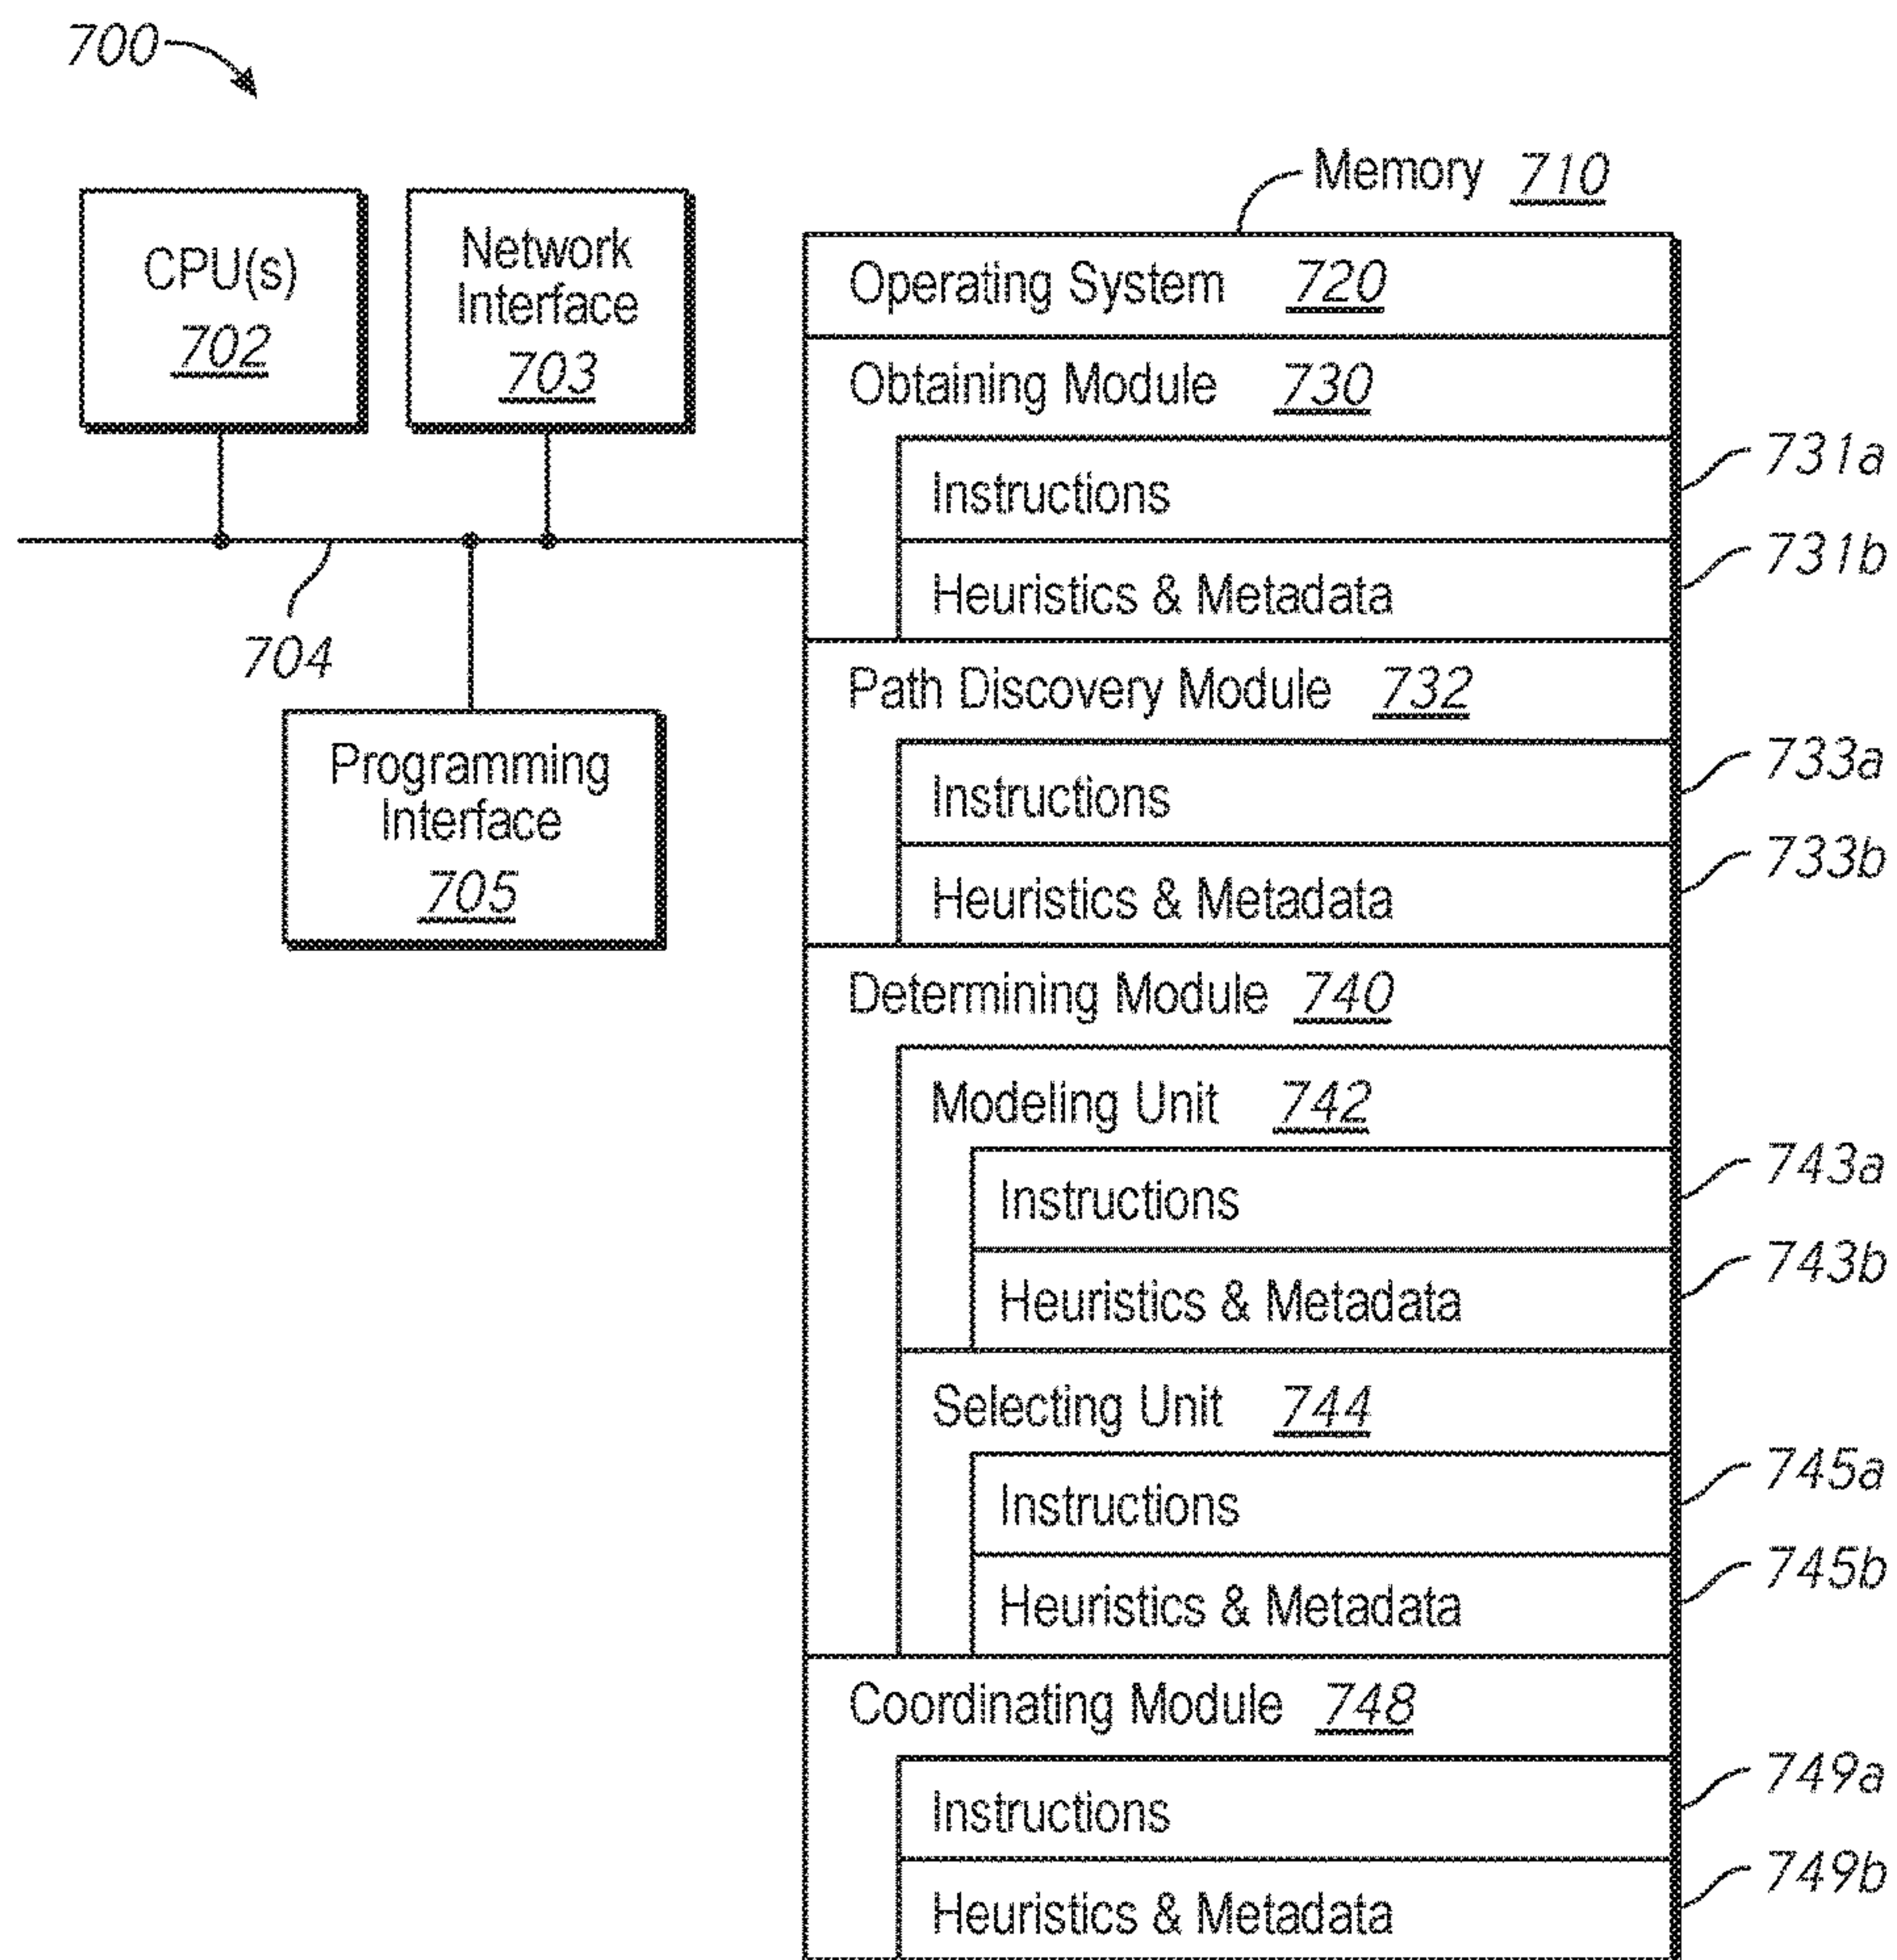 700
Memory 710
CPU(s)
702
Network
Interface
703
704
Programming
Interface
705
Operating System 720
Obtaining Module 730
Instructions
731a
Heuristics & Metadata
731b
Path Discovery Module 732
Instructions
733a
Heuristics & Metadata
733b
Determining Module 740
Modeling Unit 742
Instructions
743a
Heuristics & Metadata
743b
Selecting Unit 744
Instructions
745a
Heuristics & Metadata
745b
Coordinating Module 748
Instructions
749a
Heuristics & Metadata
749b